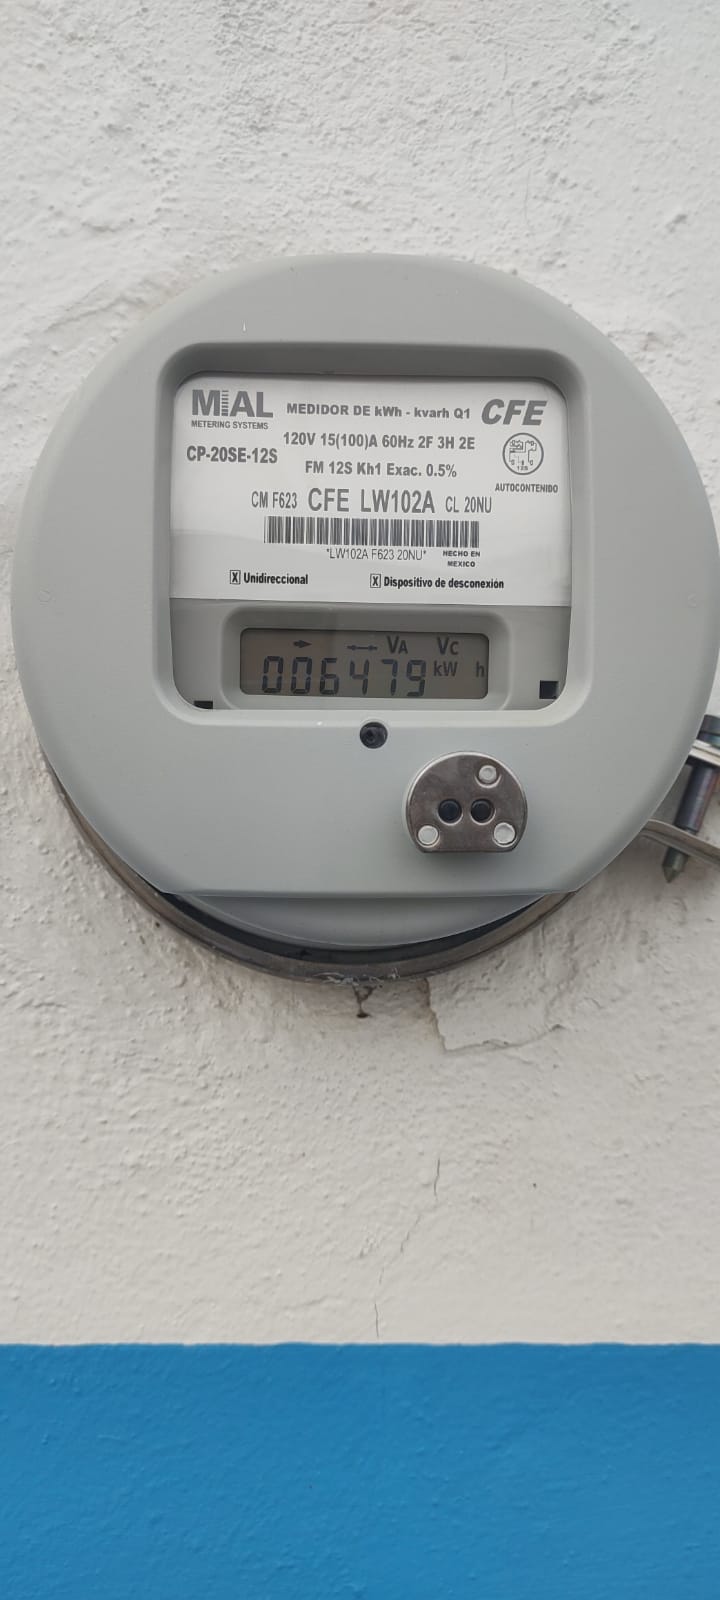 MIAL
METERING SYSTEMS
MEDIDOR DE kWh - kvarh Q1
CFE
120V 15(100)A 60Hz 2F 3H 2E
CP-20SE-12S
FM 12S Kh1 Exac. 0.5%
12S
AUTOCONTENIDO
CM F623 CFE LW102A CL 20NU
*LW102A F623 20NU*
HECHO EN
MEXICO
X Unidireccional
X Dispositivo de desconexión
VA VC
006479 kW h